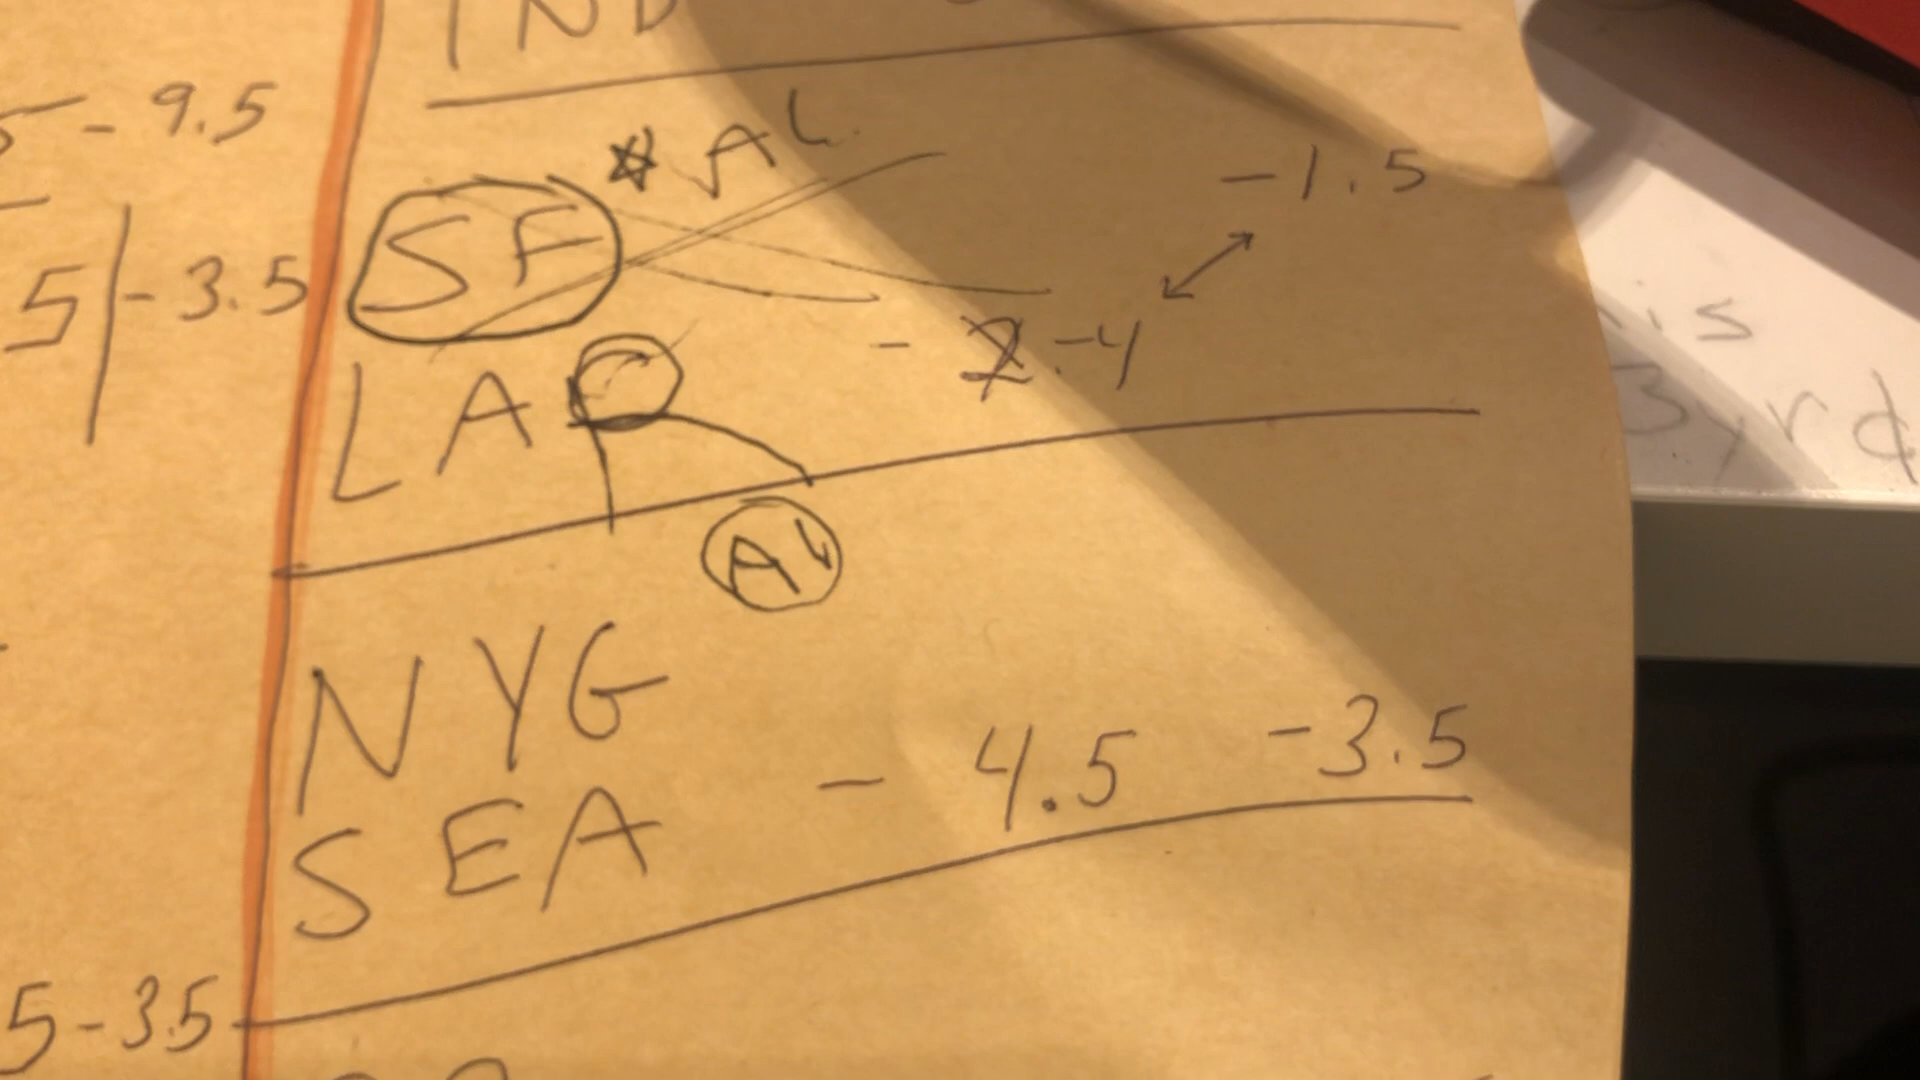 IND
- 9.5
* AL
-1.5
SF
5 -3.5
- 2 -4
LA
AL
NYG
- 4.5 -3.5
SEA
5-3.5
is
Byrd